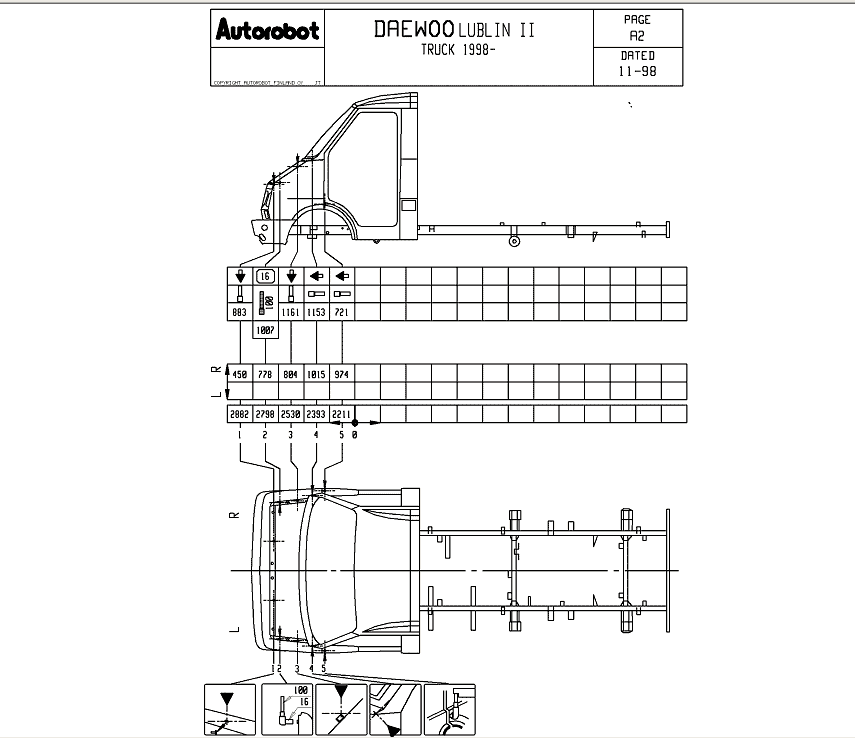 Autorobot
COPYRIGHT AUTOROBOT FINLAND OY JT
DAEWOO LUBLIN II
TRUCK 1998-
PAGE
A2
DATED
11-98
16
100
883 1161 1153 721
1007
R
450 778 804 1015 974
L
2882 2798 2530 2393 2211
1 2 3 4 5 0
R
L
1 2 3 4 5
100
16